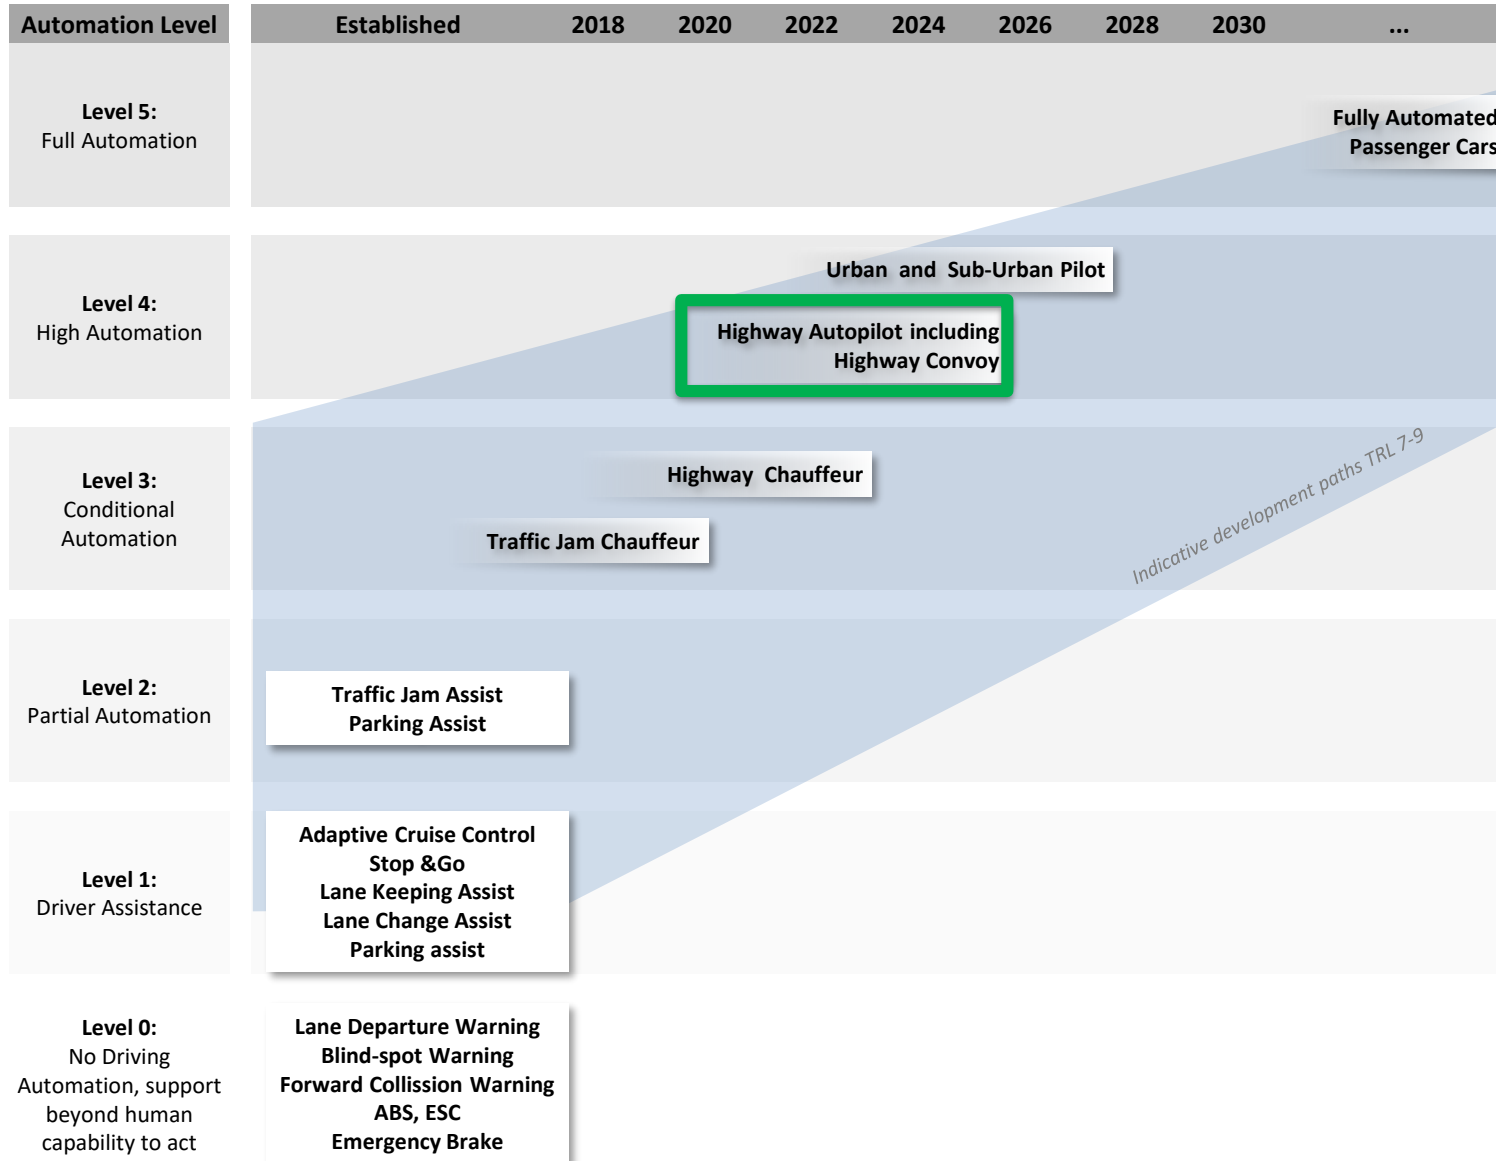 Automation Level Established 2018 2020 2022 2024 2026 2028 2030 ...
Level 5:
Full Automation
Fully Automated
Passenger Cars
Level 4:
High Automation
Urban and Sub-Urban Pilot
Highway Autopilot including
Highway Convoy
Level 3:
Conditional
Automation
Highway Chauffeur
Traffic Jam Chauffeur
Indicative development paths TRL 7-9
Level 2:
Partial Automation
Traffic Jam Assist
Parking Assist
Level 1:
Driver Assistance
Adaptive Cruise Control
Stop &Go
Lane Keeping Assist
Lane Change Assist
Parking assist
Level 0:
No Driving
Automation, support
beyond human
capability to act
Lane Departure Warning
Blind-spot Warning
Forward Collission Warning
ABS, ESC
Emergency Brake